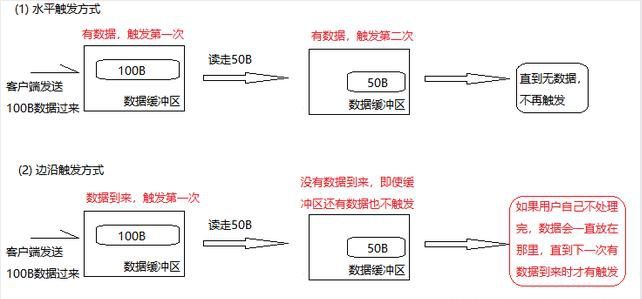 (1) 水平触发方式
有数据，触发第一次
有数据，触发第二次
100B
读走50B
50B
客户端发送
100B数据过来
数据缓冲区
数据缓冲区
直到无数据，
不再触发
(2) 边沿触发方式
数据到来，触发第一次
没有数据到来，即使缓
冲区还有数据也不触发
100B
读走50B
50B
客户端发送
100B数据过来
数据缓冲区
数据缓冲区
如果用户自己不处理
完，数据会一直放在
那里，直到下一次有
数据到来时才有触发